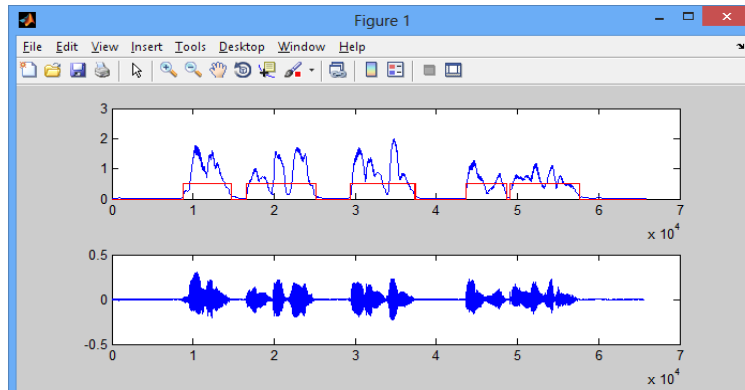 Figure 1
File Edit View Insert Tools Desktop Window Help
3
2
1
0
0 1 2 3 4 5 6 7
x 10^4
0.5
0
-0.5
0 1 2 3 4 5 6 7
x 10^4